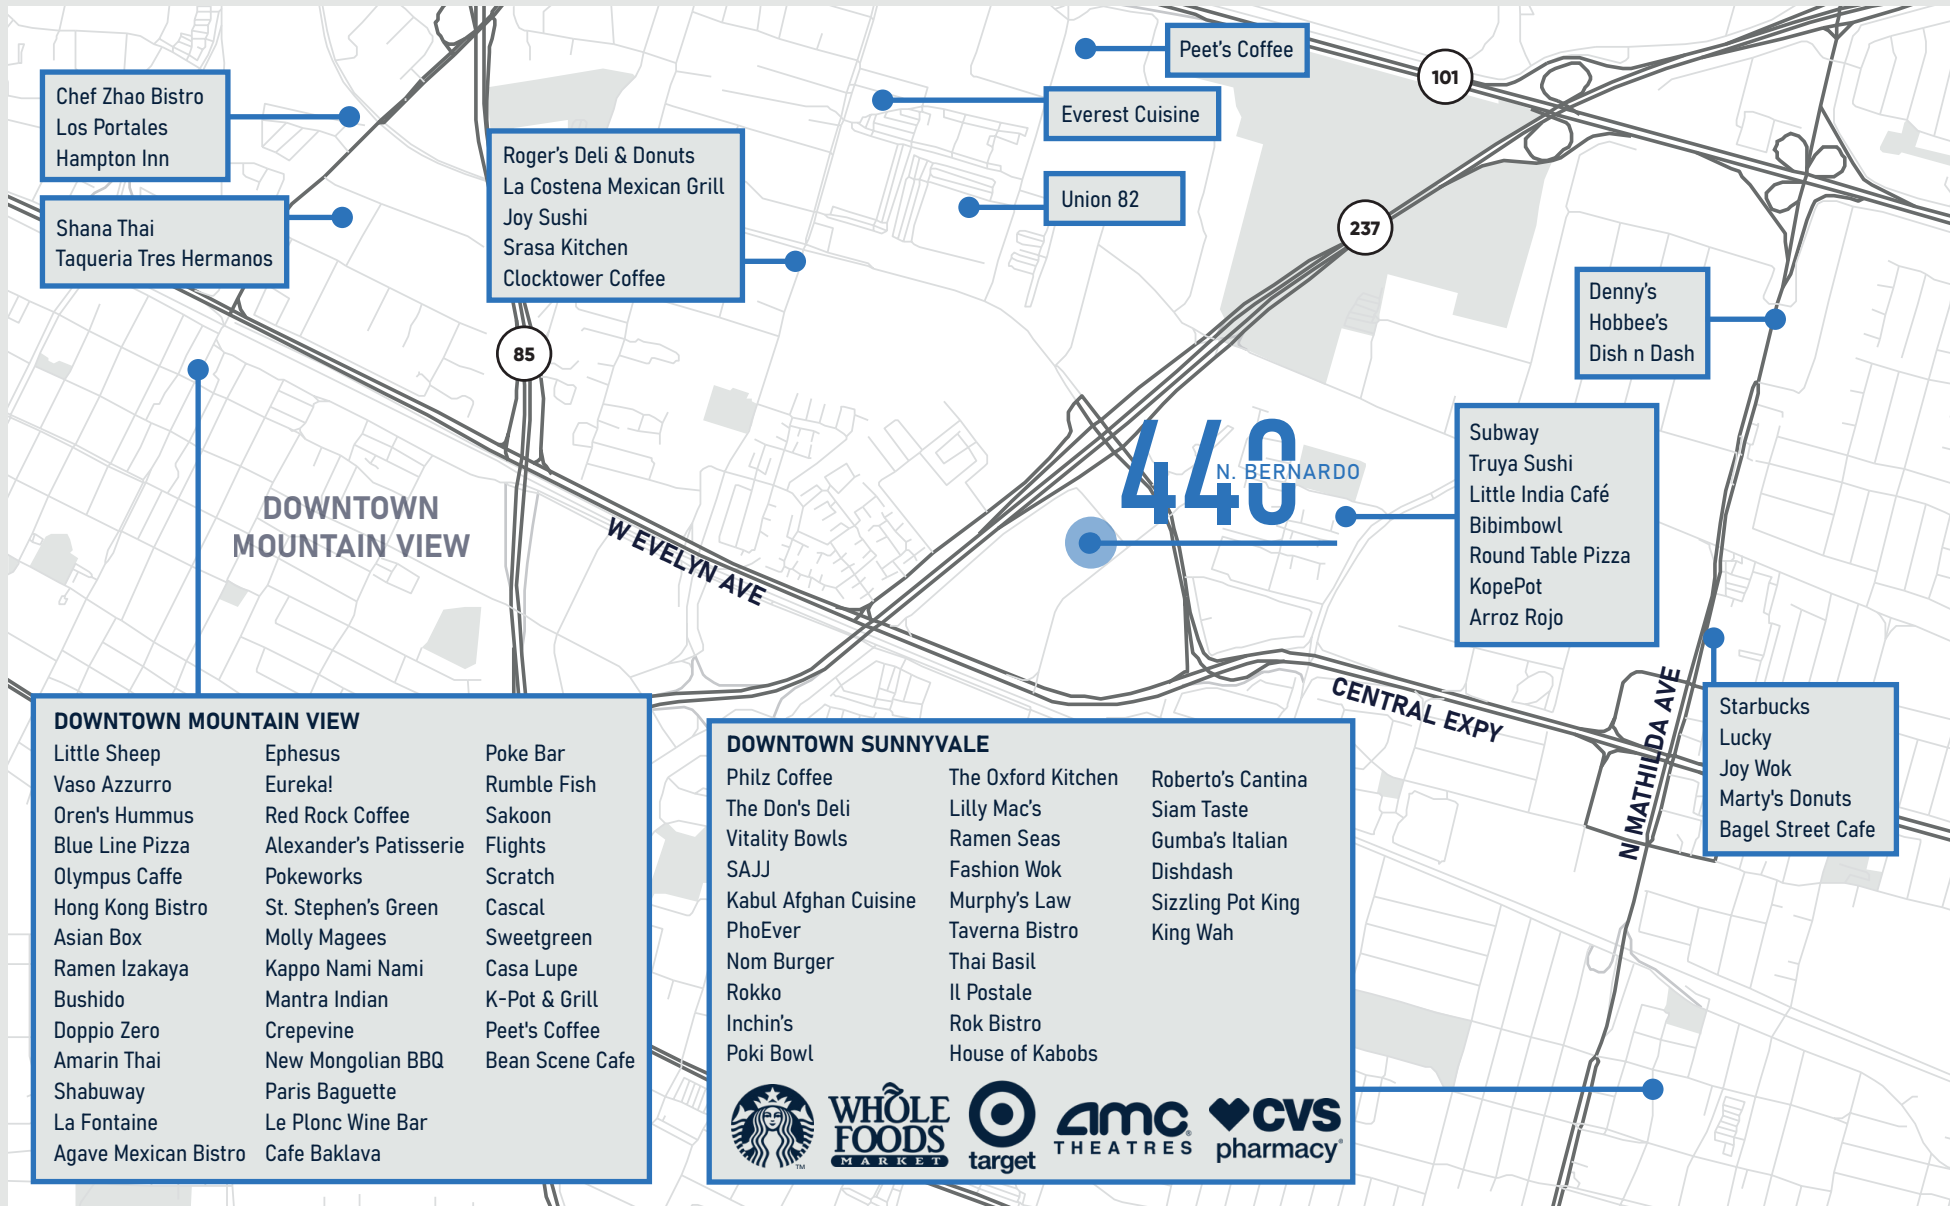 Peet's Coffee
101
Chef Zhao Bistro
Los Portales
Hampton Inn
Everest Cuisine
Roger's Deli & Donuts
La Costena Mexican Grill
Joy Sushi
Srasa Kitchen
Clocktower Coffee
Union 82
Shana Thai
Taqueria Tres Hermanos
237
Denny's
Hobbee's
Dish n Dash
85
440
N. BERNARDO
Subway
Truya Sushi
Little India Café
Bibimbowl
Round Table Pizza
KopePot
Arroz Rojo
DOWNTOWN
MOUNTAIN VIEW
W EVELYN AVE
CENTRAL EXPY
N MATHILDA AVE
Starbucks
Lucky
Joy Wok
Marty's Donuts
Bagel Street Cafe
DOWNTOWN MOUNTAIN VIEW
Little Sheep
Vaso Azzurro
Oren's Hummus
Blue Line Pizza
Olympus Caffe
Hong Kong Bistro
Asian Box
Ramen Izakaya
Bushido
Doppio Zero
Amarin Thai
Shabuway
La Fontaine
Agave Mexican Bistro
Ephesus
Eureka!
Red Rock Coffee
Alexander's Patisserie
Pokeworks
St. Stephen's Green
Molly Magees
Kappo Nami Nami
Mantra Indian
Crepevine
New Mongolian BBQ
Paris Baguette
Le Plonc Wine Bar
Cafe Baklava
Poke Bar
Rumble Fish
Sakoon
Flights
Scratch
Cascal
Sweetgreen
Casa Lupe
K-Pot & Grill
Peet's Coffee
Bean Scene Cafe
DOWNTOWN SUNNYVALE
Philz Coffee
The Don's Deli
Vitality Bowls
SAJJ
Kabul Afghan Cuisine
PhoEver
Nom Burger
Rokko
Inchin's
Poki Bowl
The Oxford Kitchen
Lilly Mac's
Ramen Seas
Fashion Wok
Murphy's Law
Taverna Bistro
Thai Basil
Il Postale
Rok Bistro
House of Kabobs
Roberto's Cantina
Siam Taste
Gumba's Italian
Dishdash
Sizzling Pot King
King Wah
TM
WHOLE
FOODS
MARKET
target
amc
THEATRES
CVS
pharmacy